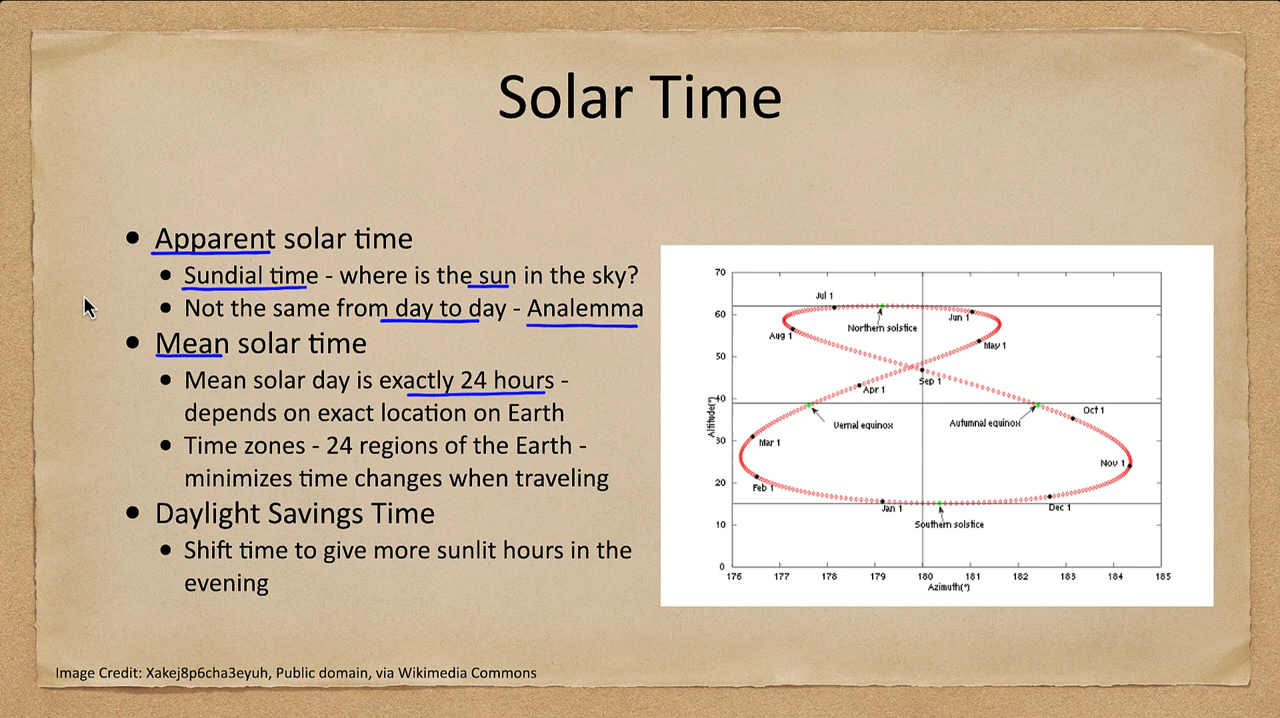 Solar Time
• Apparent solar time
• Sundial time - where is the sun in the sky?
• Not the same from day to day - Analemma
• Mean solar time
• Mean solar day is exactly 24 hours -
depends on exact location on Earth
• Time zones - 24 regions of the Earth -
minimizes time changes when traveling
• Daylight Savings Time
• Shift time to give more sunlit hours in the
evening
70
60
50
40
30
20
10
0
Altitude(°)
Jul 1
Northern solstice
Jun 1
Aug 1
May 1
Sep 1
Apr 1
Vernal equinox
Autumnal equinox
Oct 1
Mar 1
Nov 1
Feb 1
Jan 1
Dec 1
Southern solstice
176 177 178 179 180 181 182 183 184 185
Azimuth(°)
Image Credit: Xakej8p6cha3eyuh, Public domain, via Wikimedia Commons